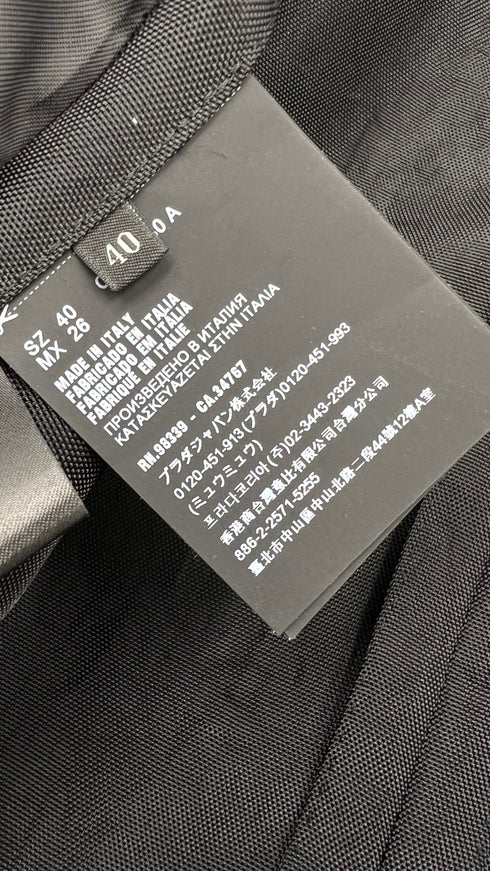 40
0 A
SZ 40
MX 26
MADE IN ITALY
FABRICADO EN ITALIA
FABRICADO EM ITALIA
FABRIQUE EN ITALIE
ПРОИЗВЕДЕНО В ИТАЛИЯ
ΚΑΤΑΣΚΕΥΑΖΕΤΑΙ ΣΤΗΝ ΙΤΑΛΙΑ
RN.98339 - CA.34767
プラダジャパン株式会社
0120-451-913(プラダ)0120-451-993
(ミュウミュウ)
프라다코리아(주)02-3443-2323
香港商台灣普拉比有限公司台灣分公司
886-2-2571-5255
臺北市中山區中山北路二段44號12樓A室